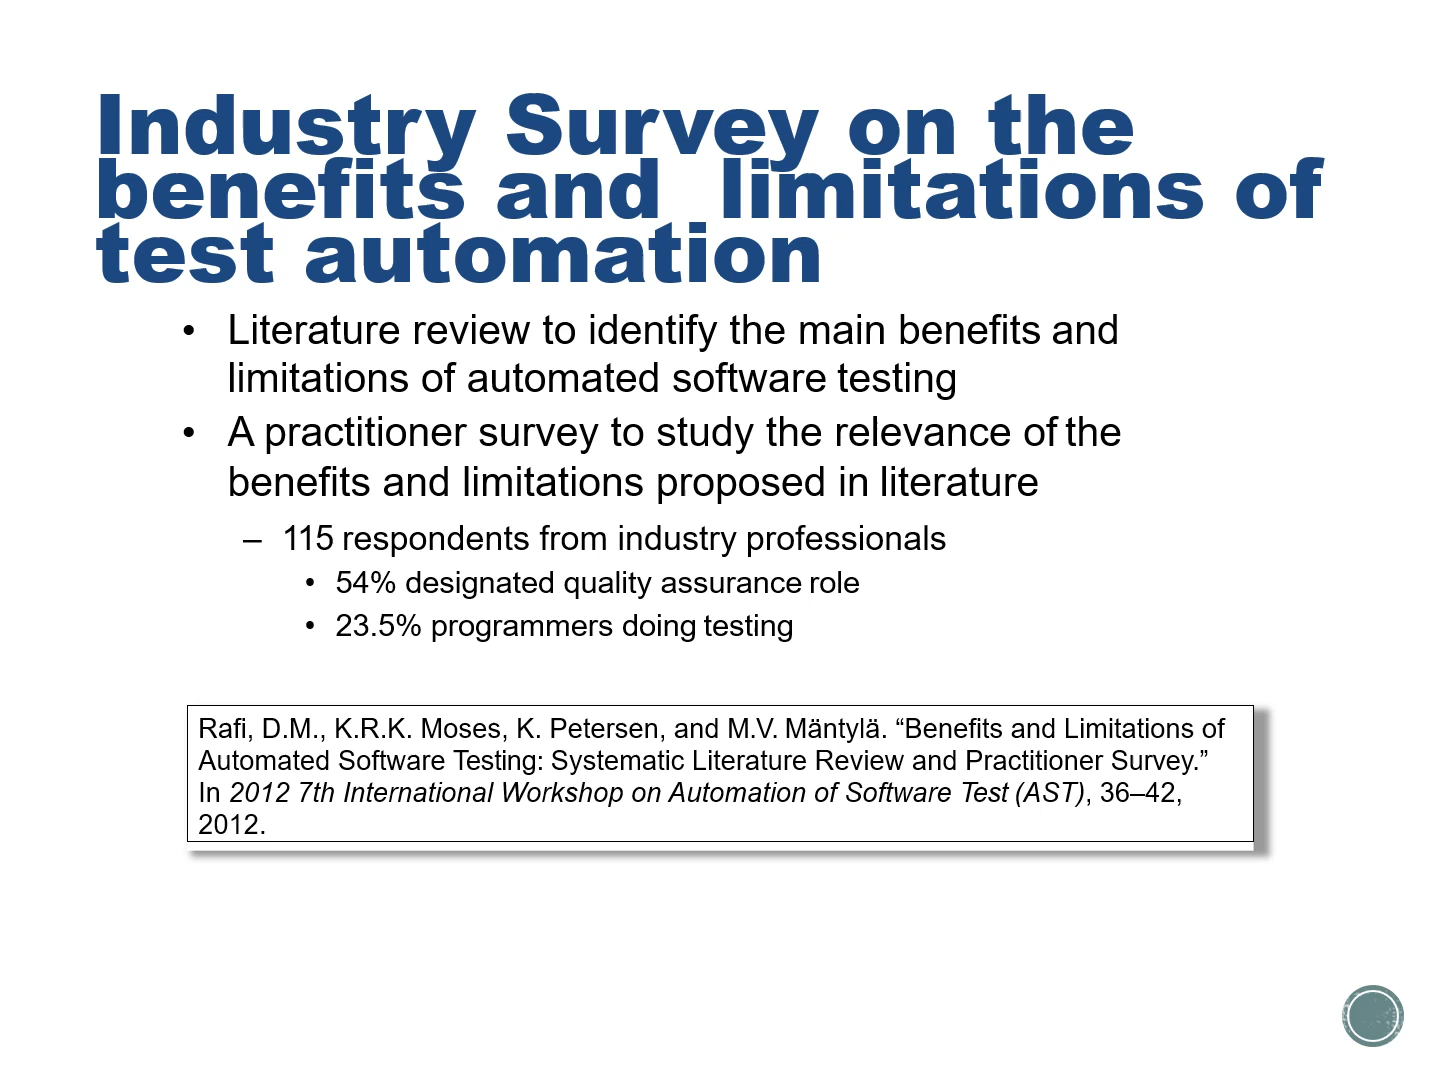 Industry Survey on the
benefits and  limitations of
test automation
• Literature review to identify the main benefits and
limitations of automated software testing
• A practitioner survey to study the relevance of the
benefits and limitations proposed in literature
– 115 respondents from industry professionals
• 54% designated quality assurance role
• 23.5% programmers doing testing
Rafi, D.M., K.R.K. Moses, K. Petersen, and M.V. Mäntylä. “Benefits and Limitations of
Automated Software Testing: Systematic Literature Review and Practitioner Survey.”
In 2012 7th International Workshop on Automation of Software Test (AST), 36–42,
2012.